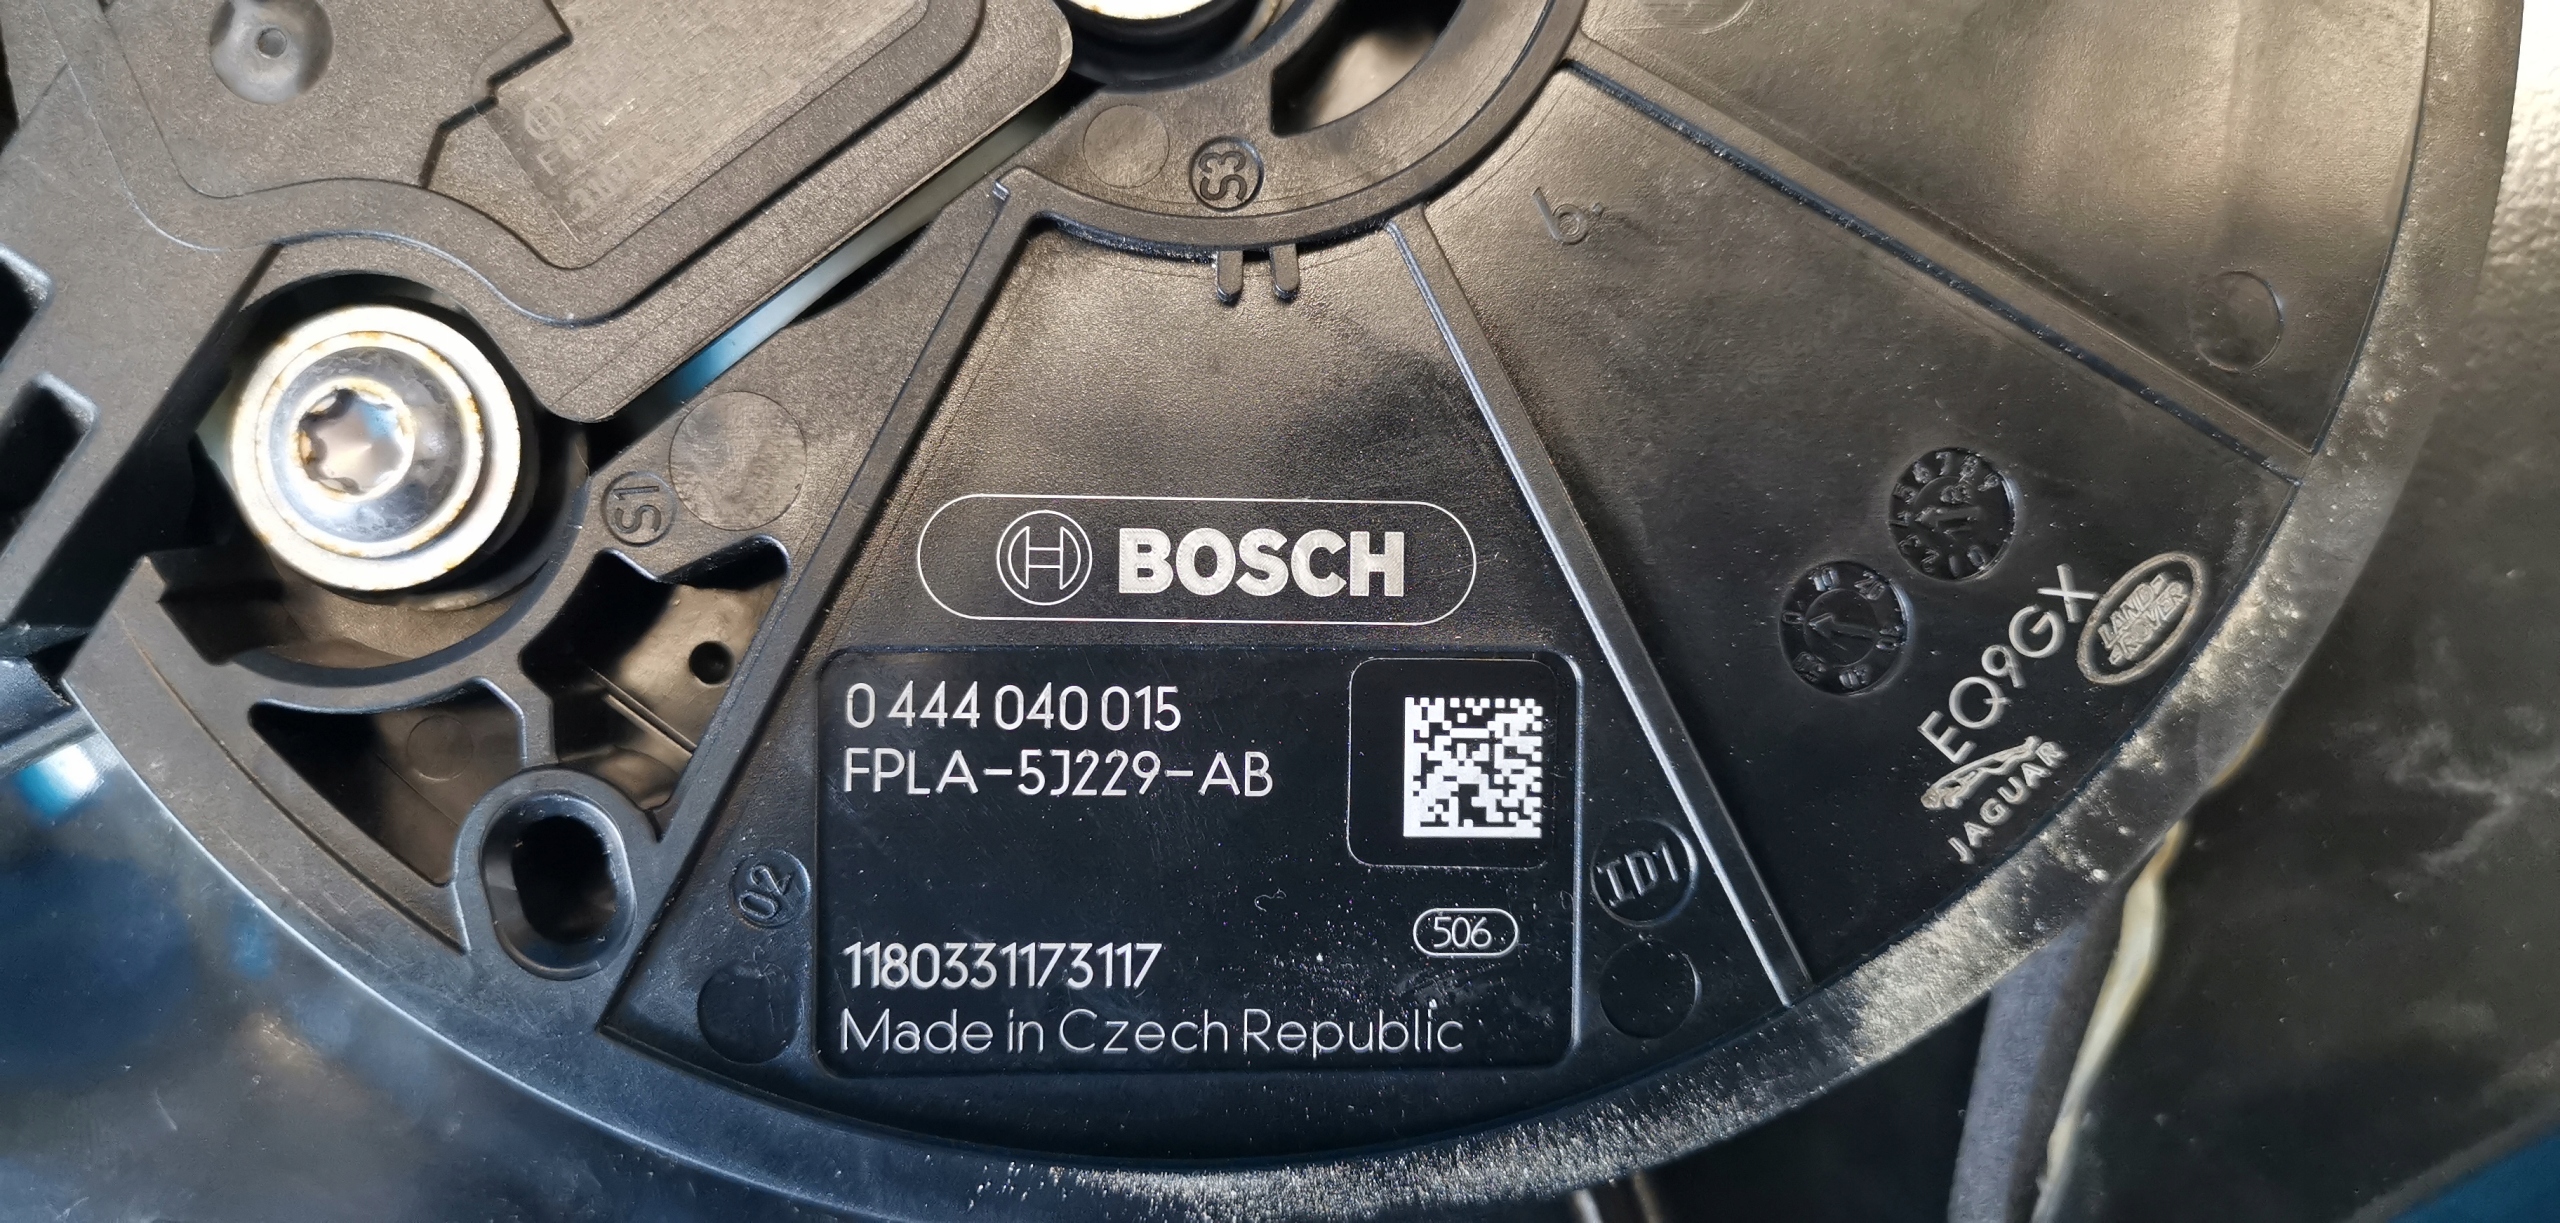 S3
6.
S1
BOSCH
0 444 040 015
FPLA-5J229-AB
02
ID1
506
1180331173117
Made in Czech Republic
EQ9GX
LAND-
ROVER
JAGUAR